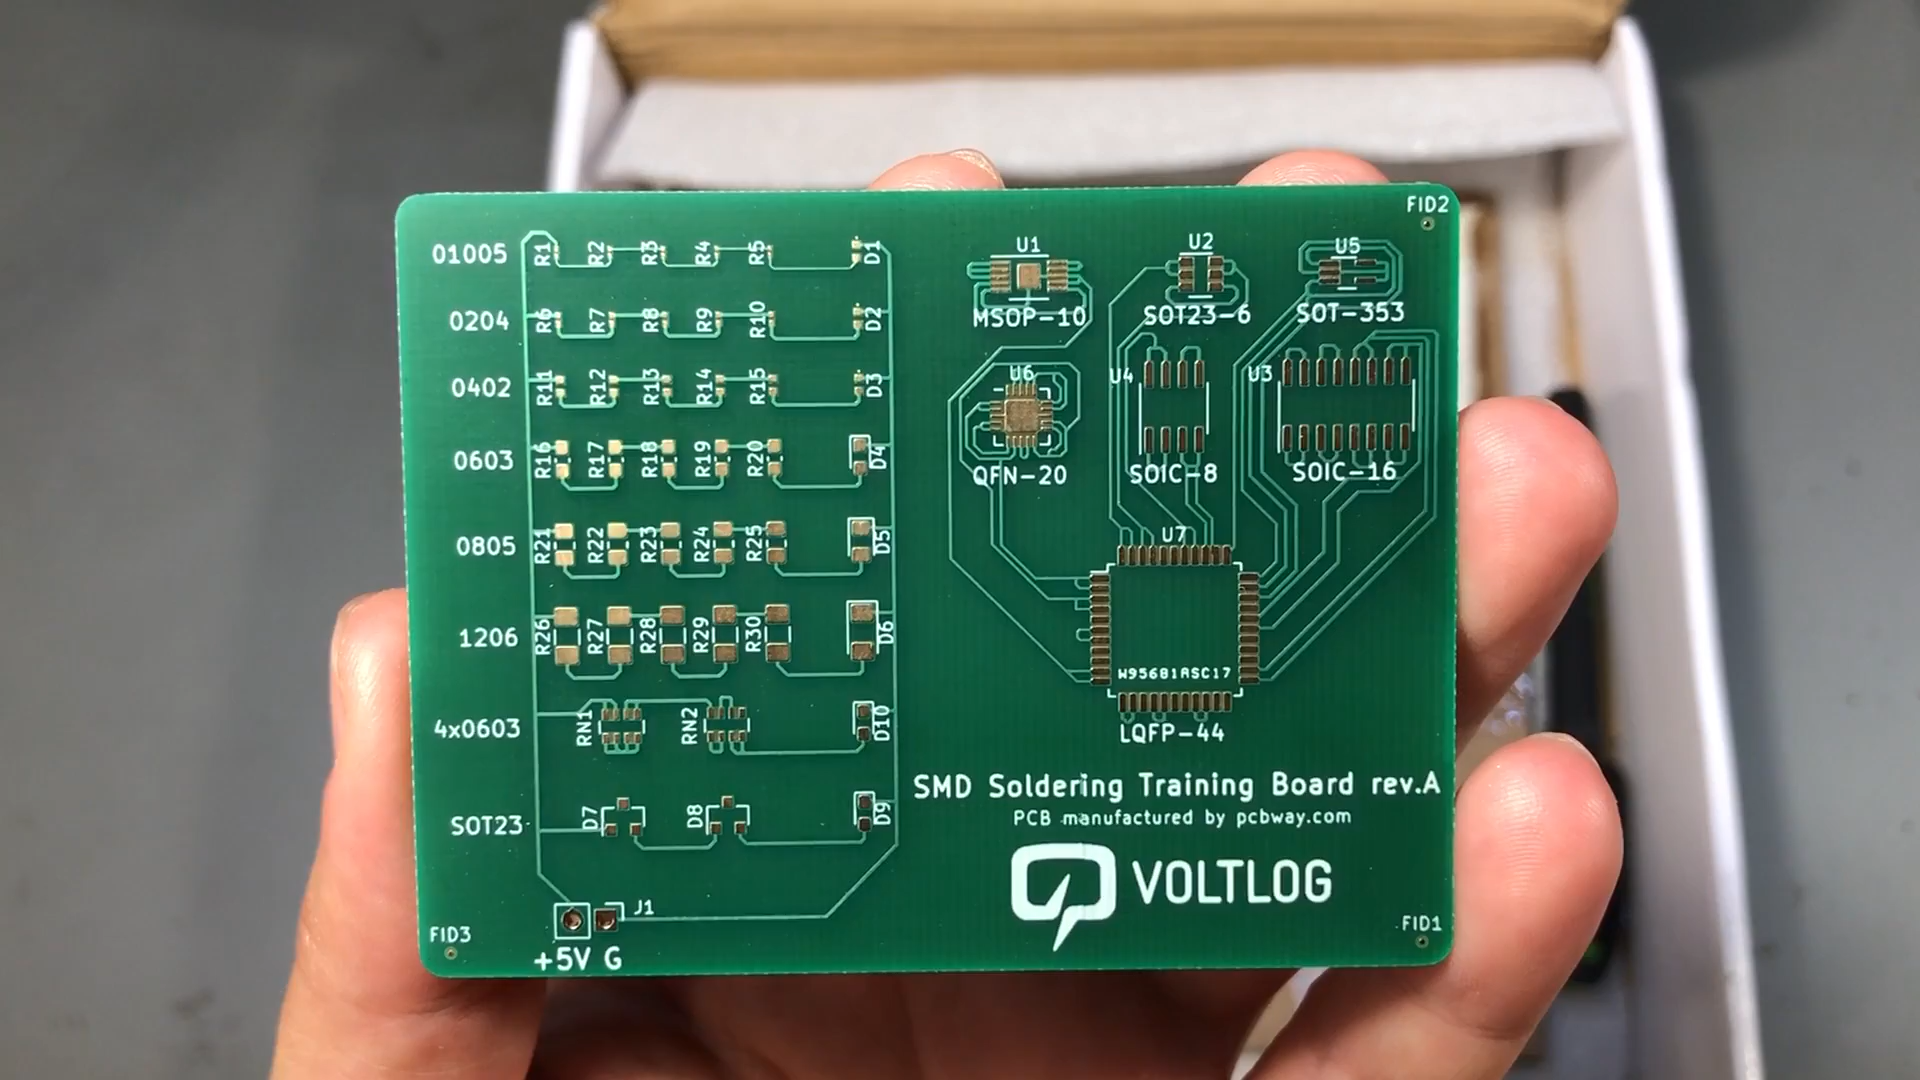 FID2
01005 R1 R2 R3 R4 R5 D1
U1 U2 U5
MSOP-10 SOT23-6 SOT-353
0204 R6 R7 R8 R9 R10 D2
0402 R11 R12 R13 R14 R15 D3
U6 U4 U3
0603 R16 R17 R18 R19 R20 D4
QFN-20 SOIC-8 SOIC-16
0805 R21 R22 R23 R24 R25 D5
U7
1206 R26 R27 R28 R29 R30 D6
W95681ASC17
4x0603 RN1 RN2 D10
LQFP-44
SMD Soldering Training Board rev.A
PCB manufactured by pcbway.com
SOT23 D7 D8 D9
VOLTLOG
J1
FID3
FID1
+5V G